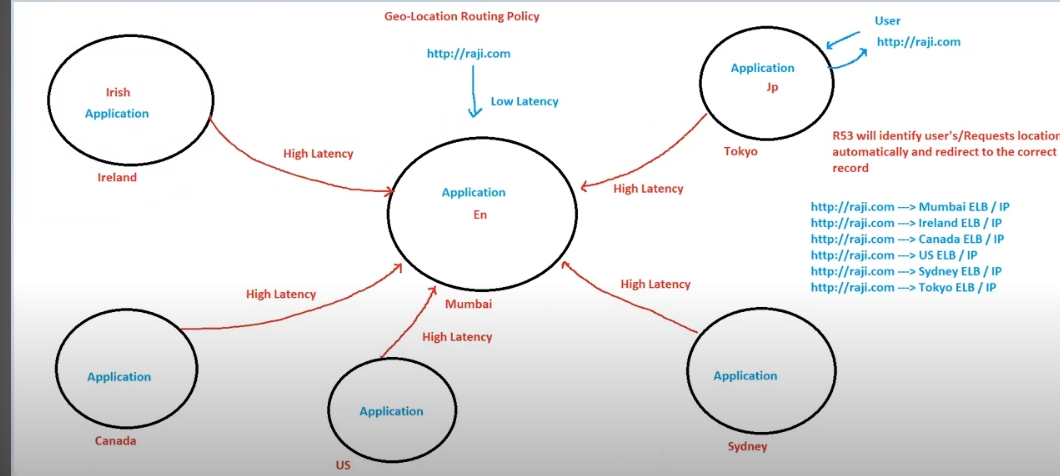 Geo-Location Routing Policy
http://raji.com
Low Latency
User
http://raji.com
Irish
Application
Ireland
High Latency
Application
Jp
Tokyo
High Latency
R53 will identify user's/Requests location
automatically and redirect to the correct
record
Application
En
Mumbai
http://raji.com ---> Mumbai ELB / IP
http://raji.com ---> Ireland ELB / IP
http://raji.com ---> Canada ELB / IP
http://raji.com ---> US ELB / IP
http://raji.com ---> Sydney ELB / IP
http://raji.com ---> Tokyo ELB / IP
High Latency
High Latency
High Latency
Application
Canada
Application
US
Application
Sydney